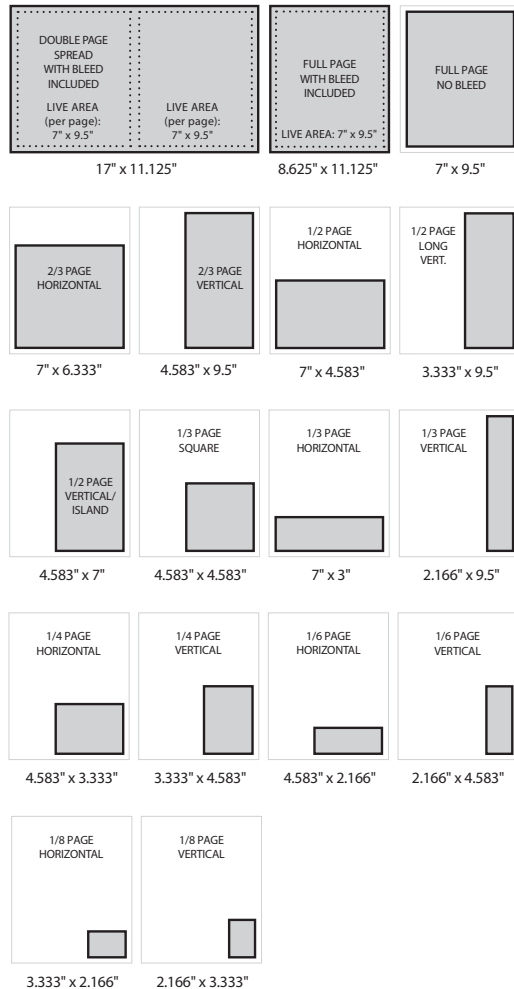 DOUBLE PAGE
SPREAD
WITH BLEED
INCLUDED
LIVE AREA
(per page):
7" x 9.5"
LIVE AREA
(per page):
7" x 9.5"
17" x 11.125"
FULL PAGE
WITH BLEED
INCLUDED
LIVE AREA: 7" x 9.5"
8.625" x 11.125"
FULL PAGE
NO BLEED
7" x 9.5"
2/3 PAGE
HORIZONTAL
7" x 6.333"
2/3 PAGE
VERTICAL
4.583" x 9.5"
1/2 PAGE
HORIZONTAL
7" x 4.583"
1/2 PAGE
LONG
VERT.
3.333" x 9.5"
1/2 PAGE
VERTICAL/
ISLAND
4.583" x 7"
1/3 PAGE
SQUARE
4.583" x 4.583"
1/3 PAGE
HORIZONTAL
7" x 3"
1/3 PAGE
VERTICAL
2.166" x 9.5"
1/4 PAGE
HORIZONTAL
4.583" x 3.333"
1/4 PAGE
VERTICAL
3.333" x 4.583"
1/6 PAGE
HORIZONTAL
4.583" x 2.166"
1/6 PAGE
VERTICAL
2.166" x 4.583"
1/8 PAGE
HORIZONTAL
3.333" x 2.166"
1/8 PAGE
VERTICAL
2.166" x 3.333"